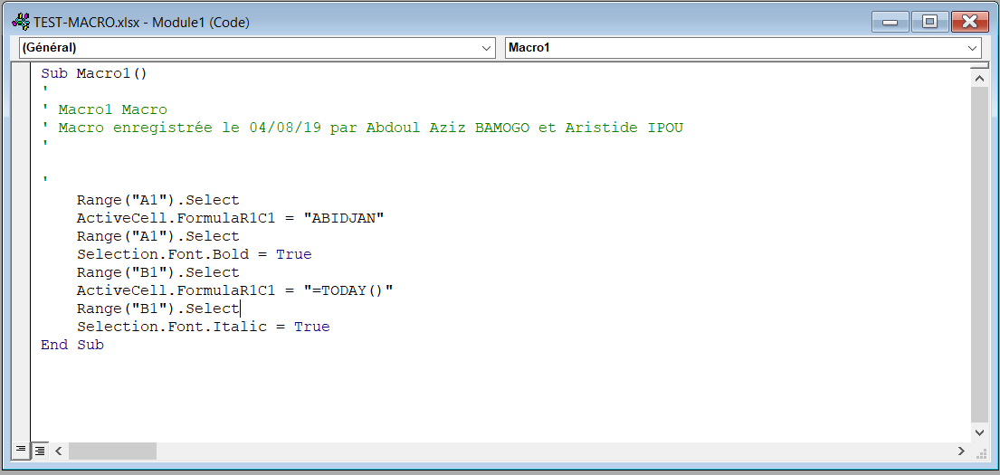 TEST-MACRO.xlsx - Module1 (Code)
(Général) Macro1
Sub Macro1()
'
' Macro1 Macro
' Macro enregistrée le 04/08/19 par Abdoul Aziz BAMOGO et Aristide IPOU
'
'
Range("A1").Select
ActiveCell.FormulaR1C1 = "ABIDJAN"
Range("A1").Select
Selection.Font.Bold = True
Range("B1").Select
ActiveCell.FormulaR1C1 = "=TODAY()"
Range("B1").Select
Selection.Font.Italic = True
End Sub